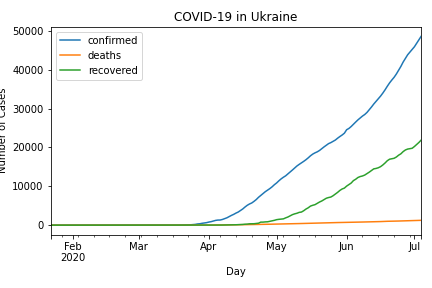 COVID-19 in Ukraine
confirmed
deaths
recovered
Number of Cases
50000
40000
30000
20000
10000
0
Feb
2020
Mar
Apr
May
Jun
Jul
Day